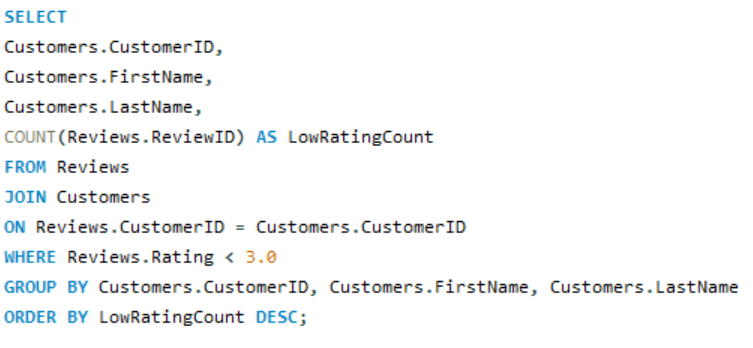 SELECT
Customers.CustomerID,
Customers.FirstName,
Customers.LastName,
COUNT(Reviews.ReviewID) AS LowRatingCount
FROM Reviews
JOIN Customers
ON Reviews.CustomerID = Customers.CustomerID
WHERE Reviews.Rating < 3.0
GROUP BY Customers.CustomerID, Customers.FirstName, Customers.LastName
ORDER BY LowRatingCount DESC;